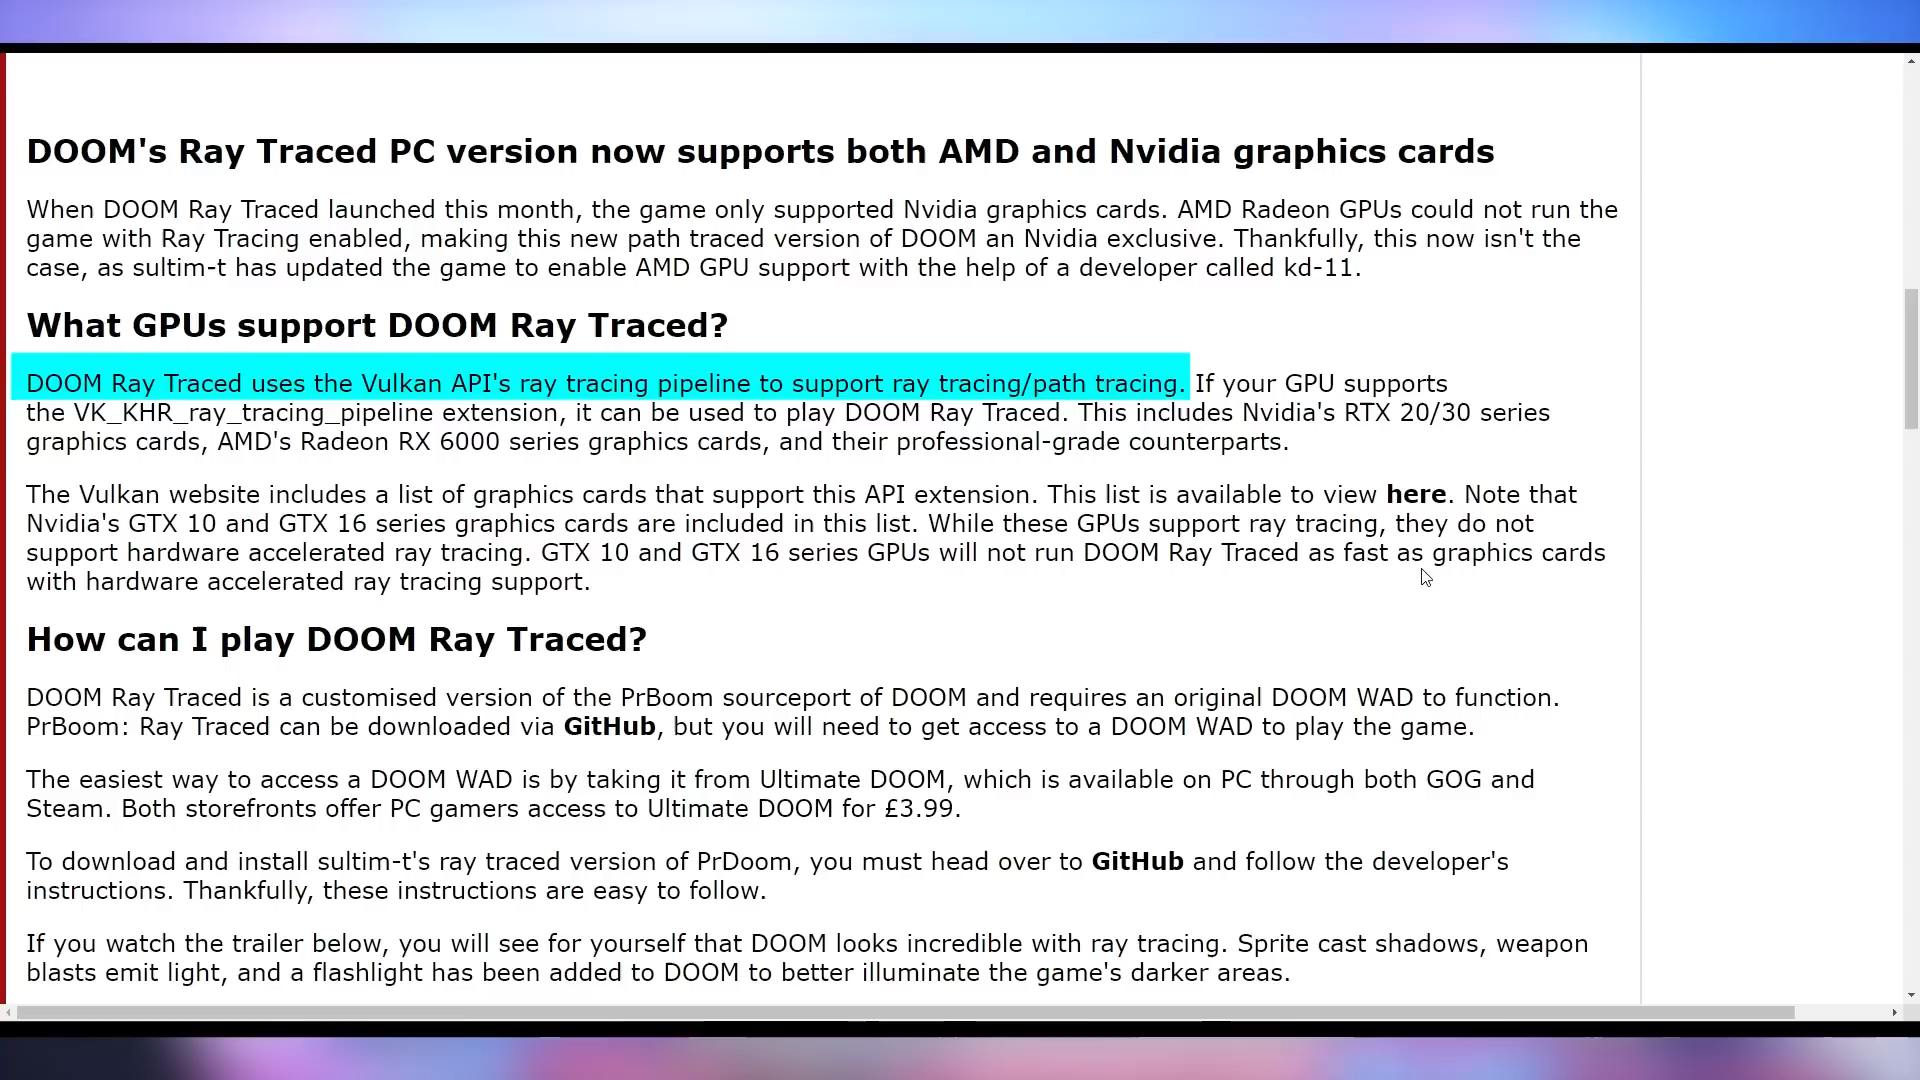 DOOM's Ray Traced PC version now supports both AMD and Nvidia graphics cards
When DOOM Ray Traced launched this month, the game only supported Nvidia graphics cards. AMD Radeon GPUs could not run the
game with Ray Tracing enabled, making this new path traced version of DOOM an Nvidia exclusive. Thankfully, this now isn't the
case, as sultim-t has updated the game to enable AMD GPU support with the help of a developer called kd-11.
What GPUs support DOOM Ray Traced?
DOOM Ray Traced uses the Vulkan API's ray tracing pipeline to support ray tracing/path tracing. If your GPU supports
the VK_KHR_ray_tracing_pipeline extension, it can be used to play DOOM Ray Traced. This includes Nvidia's RTX 20/30 series
graphics cards, AMD's Radeon RX 6000 series graphics cards, and their professional-grade counterparts.
The Vulkan website includes a list of graphics cards that support this API extension. This list is available to view here. Note that
Nvidia's GTX 10 and GTX 16 series graphics cards are included in this list. While these GPUs support ray tracing, they do not
support hardware accelerated ray tracing. GTX 10 and GTX 16 series GPUs will not run DOOM Ray Traced as fast as graphics cards
with hardware accelerated ray tracing support.
How can I play DOOM Ray Traced?
DOOM Ray Traced is a customised version of the PrBoom sourceport of DOOM and requires an original DOOM WAD to function.
PrBoom: Ray Traced can be downloaded via GitHub, but you will need to get access to a DOOM WAD to play the game.
The easiest way to access a DOOM WAD is by taking it from Ultimate DOOM, which is available on PC through both GOG and
Steam. Both storefronts offer PC gamers access to Ultimate DOOM for £3.99.
To download and install sultim-t's ray traced version of PrDoom, you must head over to GitHub and follow the developer's
instructions. Thankfully, these instructions are easy to follow.
If you watch the trailer below, you will see for yourself that DOOM looks incredible with ray tracing. Sprite cast shadows, weapon
blasts emit light, and a flashlight has been added to DOOM to better illuminate the game's darker areas.